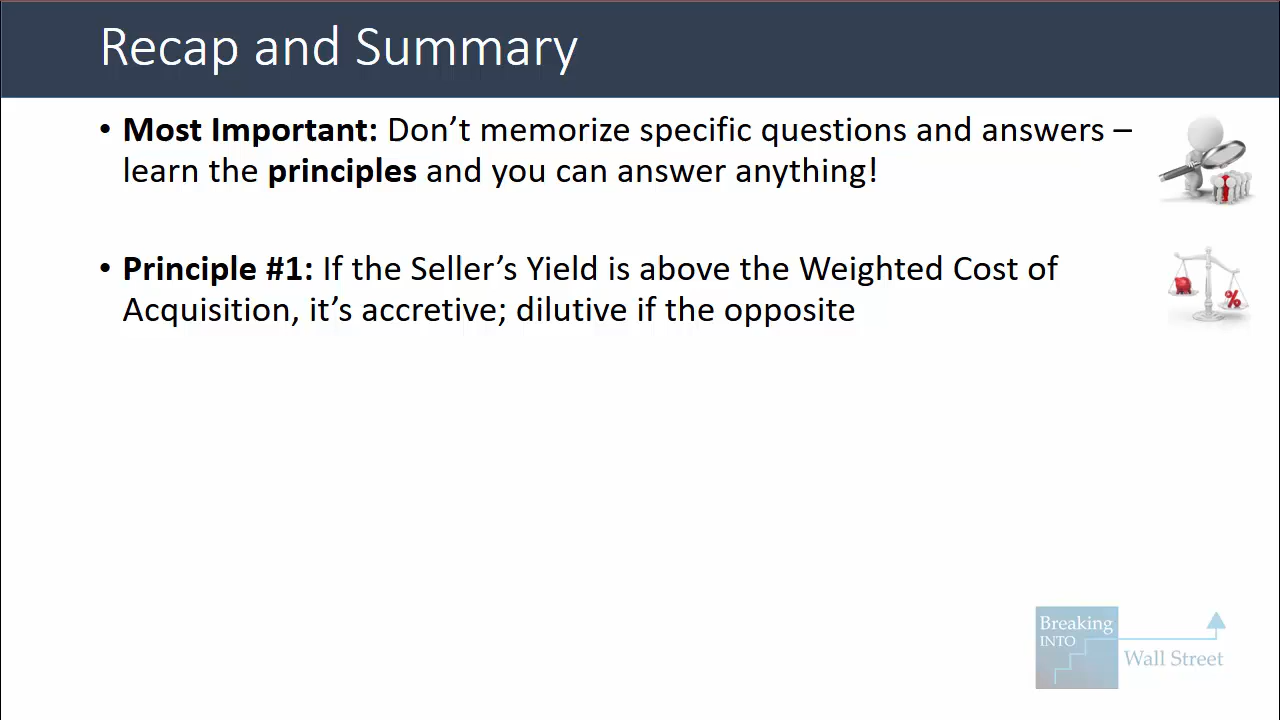 Recap and Summary
• Most Important: Don’t memorize specific questions and answers –
learn the principles and you can answer anything!
• Principle #1: If the Seller’s Yield is above the Weighted Cost of
Acquisition, it’s accretive; dilutive if the opposite
%
Breaking
INTO
Wall Street